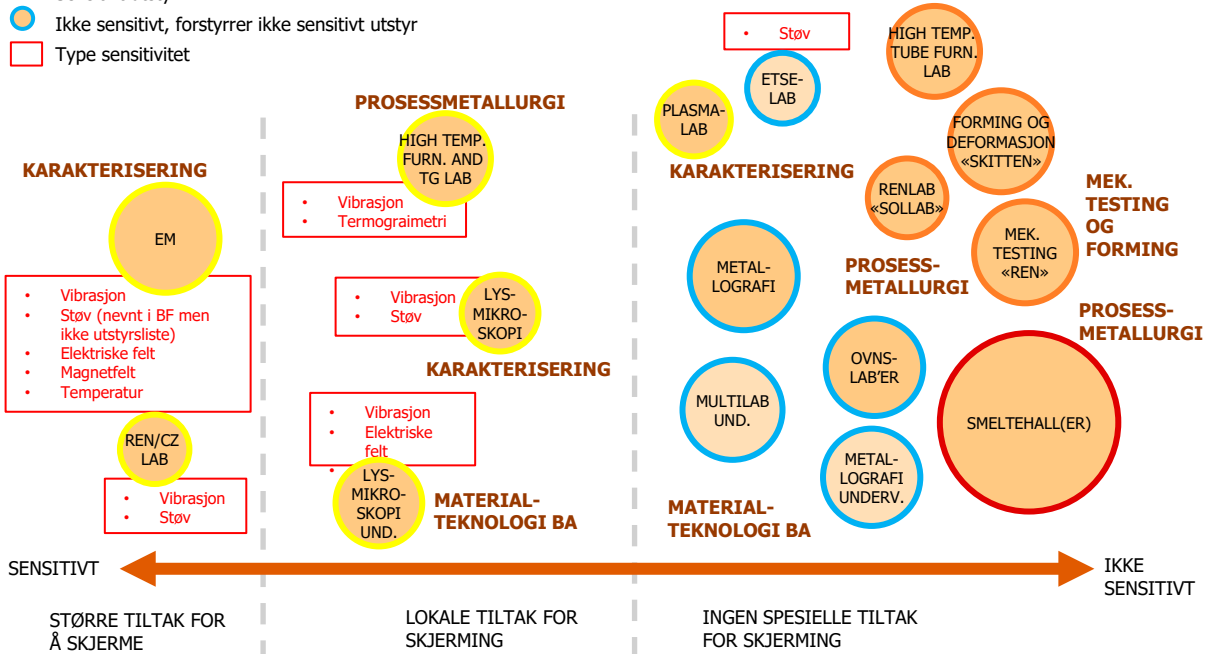 Ikke sensitivt, forstyrrer ikke sensitivt utstyr
Type sensitivitet
KARAKTERISERING
EM
• Vibrasjon
• Støv (nevnt i BF men
ikke utstyrsliste)
• Elektriske felt
• Magnetfelt
• Temperatur
REN/CZ
LAB
• Vibrasjon
• Støv
PROSESSMETALLURGI
HIGH TEMP.
FURN. AND
TG LAB
• Vibrasjon
• Termograimetri
• Vibrasjon
• Støv
LYS-
MIKRO-
SKOPI
KARAKTERISERING
• Vibrasjon
• Elektriske
felt
•
LYS-
MIKRO-
SKOPI
UND.
MATERIAL-
TEKNOLOGI BA
• Støv
ETSE-
LAB
PLASMA-
LAB
KARAKTERISERING
HIGH TEMP.
TUBE FURN.
LAB
FORMING OG
DEFORMASJON
«SKITTEN»
RENLAB
«SOLLAB»
MEK.
TESTING
«REN»
MEK.
TESTING
OG
FORMING
METAL-
LOGRAFI
PROSESS-
METALLURGI
PROSESS-
METALLURGI
OVNS-
LAB'ER
MULTILAB
UND.
SMELTEHALL(ER)
METAL-
LOGRAFI
UNDERV.
MATERIAL-
TEKNOLOGI BA
SENSITIVT
IKKE
SENSITIVT
STØRRE TILTAK FOR
Å SKJERME
LOKALE TILTAK FOR
SKJERMING
INGEN SPESIELLE TILTAK
FOR SKJERMING